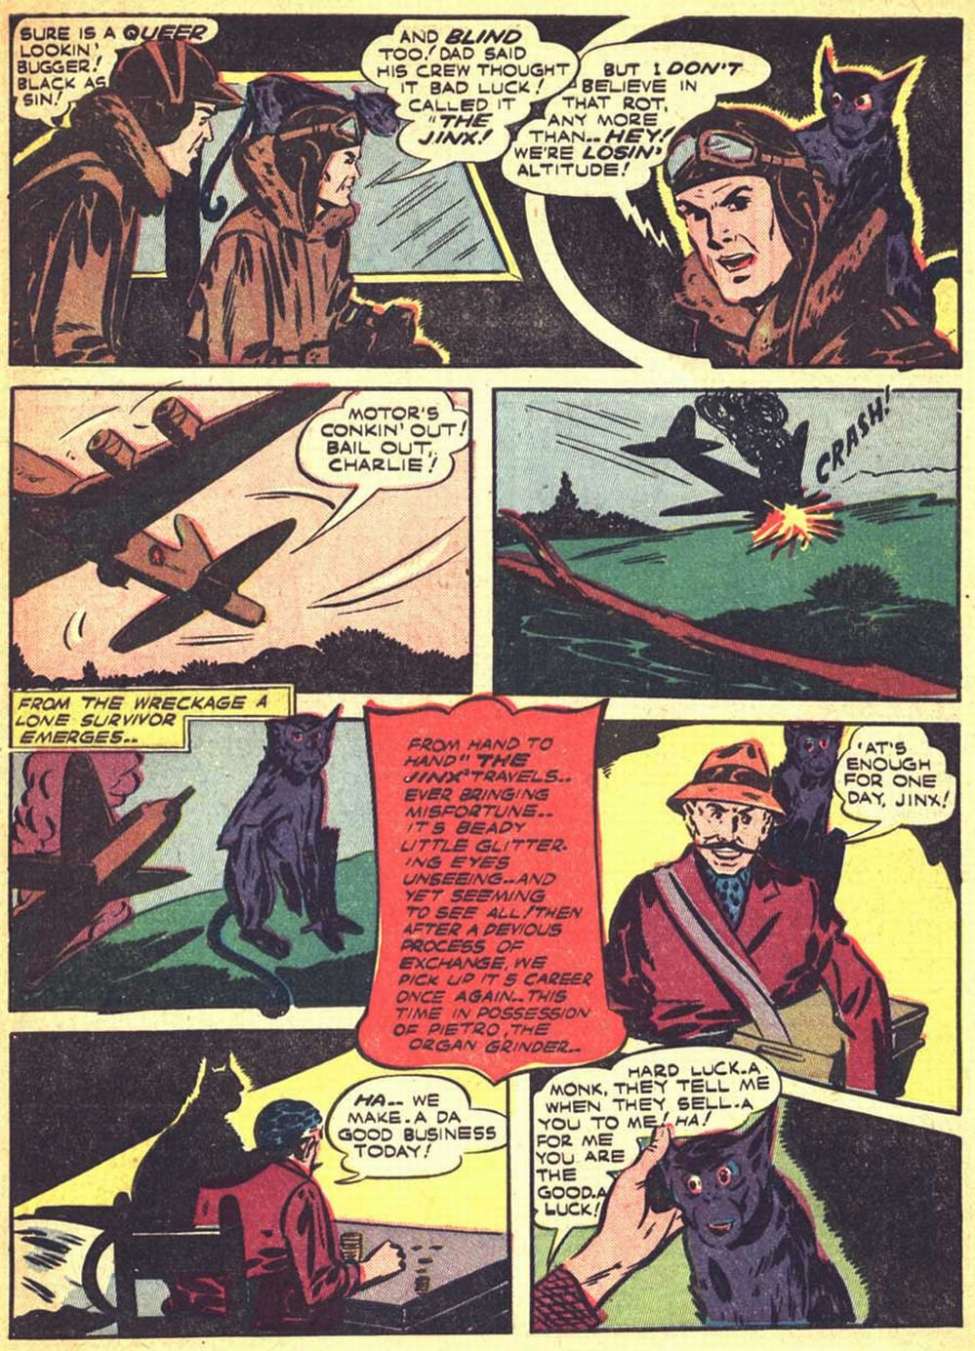 SURE IS A QUEER
LOOKIN'
BUGGER!
BLACK AS
SIN!
AND BLIND
TOO! DAD SAID
HIS CREW THOUGHT
IT BAD LUCK!
CALLED IT
"THE
JINX!
BUT I DON'T
BELIEVE IN
THAT ROT,
ANY MORE
THAN.. HEY!
WE'RE LOSIN'
ALTITUDE!
MOTOR'S
CONKIN' OUT!
BAIL OUT,
CHARLIE!
CRASH!
FROM THE WRECKAGE A
LONE SURVIVOR
EMERGES..
FROM HAND TO
HAND "THE
JINX" TRAVELS..
EVER BRINGING
MISFORTUNE..
IT'S BEADY
LITTLE GLITTER-
ING EYES
UNSEEING..AND
YET SEEMING
TO SEE ALL! THEN
AFTER A DEVIOUS
PROCESS OF
EXCHANGE, WE
PICK UP IT'S CAREER
ONCE AGAIN.. THIS
TIME IN POSSESSION
OF PIETRO, THE
ORGAN GRINDER..
'AT'S
ENOUGH
FOR ONE
DAY, JINX!
HA.. WE
MAKE-A DA
GOOD BUSINESS
TODAY!
HARD LUCK-A
MONK, THEY TELL ME
WHEN THEY SELL-A
YOU TO ME! HA!
FOR ME
YOU ARE
THE
GOOD-A
LUCK!